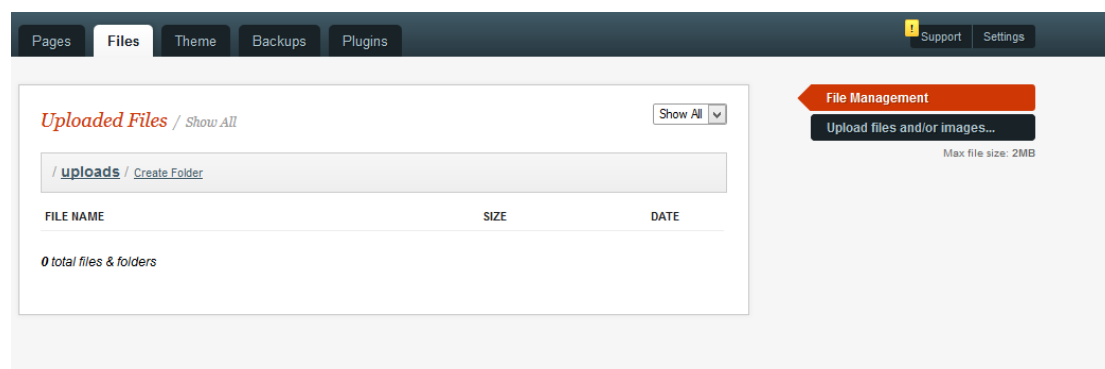 Pages Files Theme Backups Plugins ! Support Settings
Uploaded Files / Show All Show All
/ uploads / Create Folder
FILE NAME SIZE DATE
0 total files & folders
File Management
Upload files and/or images...
Max file size: 2MB